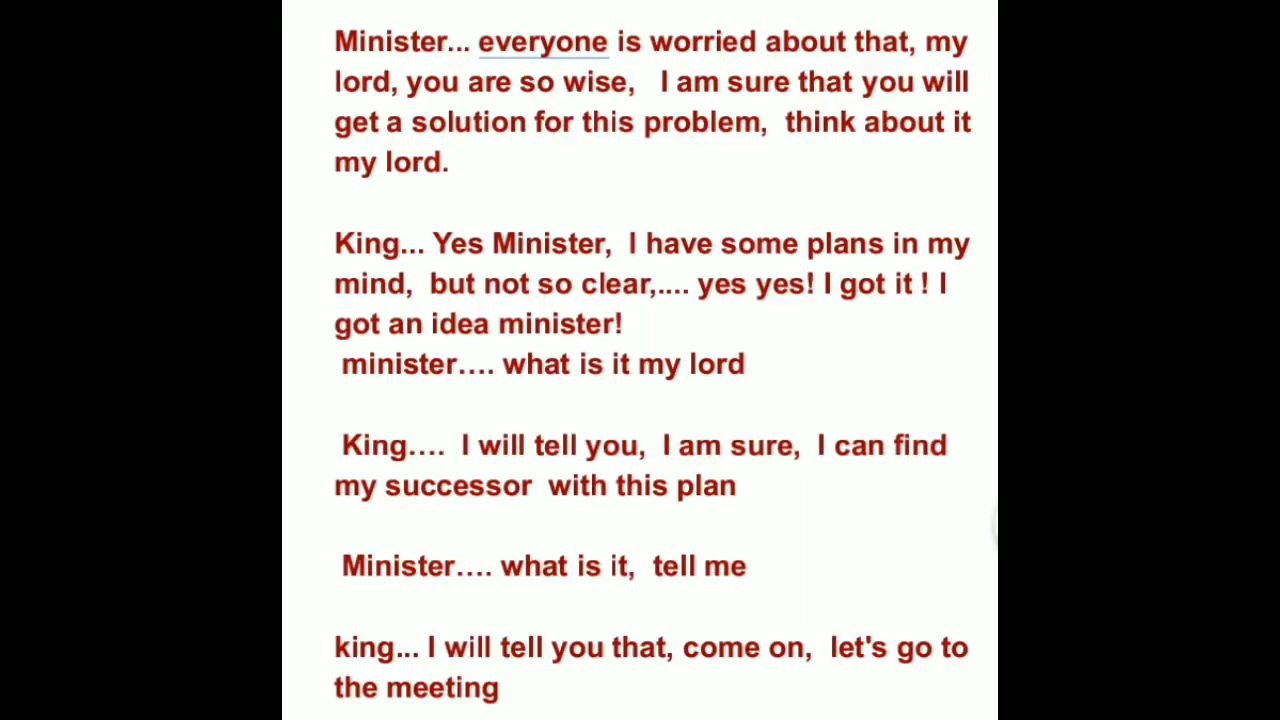 Minister... everyone is worried about that, my
lord, you are so wise,   I am sure that you will
get a solution for this problem,  think about it
my lord.
King... Yes Minister,  I have some plans in my
mind,  but not so clear,.... yes yes! I got it ! I
got an idea minister!
minister.... what is it my lord
King....  I will tell you,  I am sure,  I can find
my successor  with this plan
Minister.... what is it,  tell me
king... I will tell you that, come on,  let's go to
the meeting